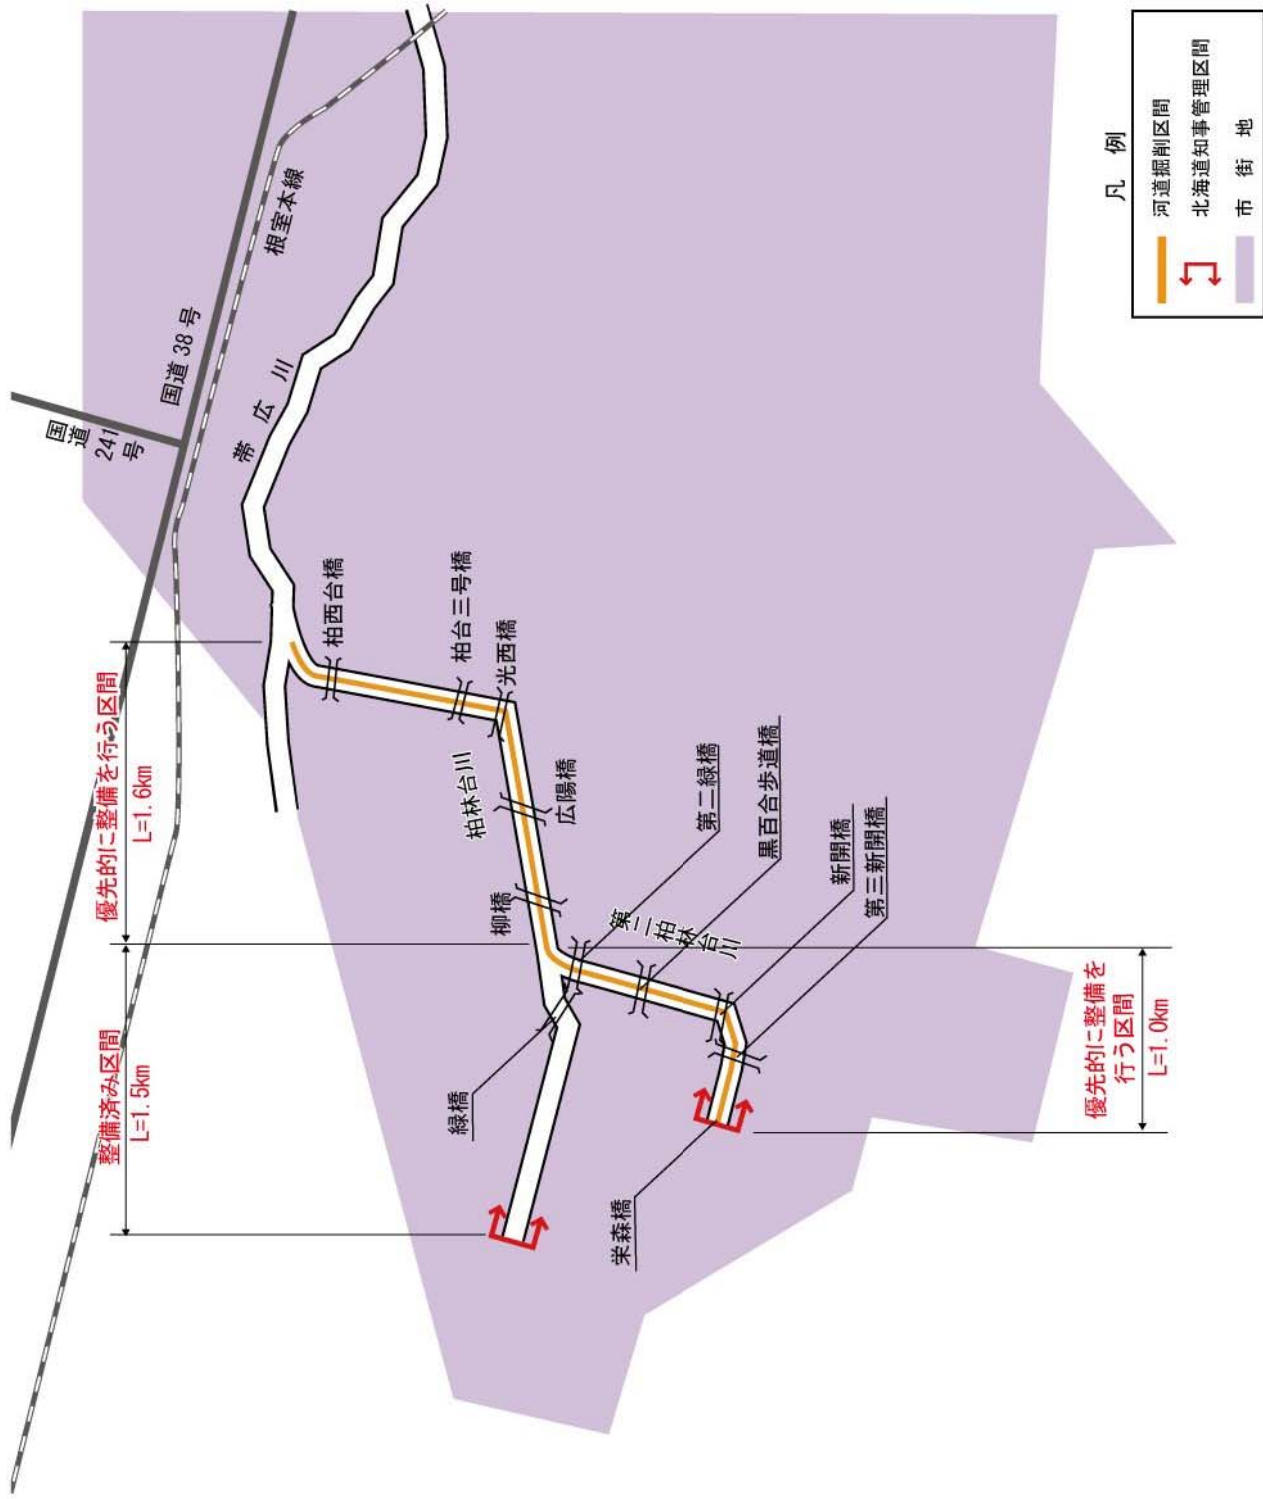 国道
241
号
国道 38 号
根室本線
帯広川
優先的に整備を行う区間
L=1.6km
整備済み区間
L=1.5km
柏西台橋
柏台三号橋
光西橋
柏林台川
広陽橋
柳橋
第二緑橋
黒百合歩道橋
第二柏林台川
新開橋
第三新開橋
緑橋
栄森橋
優先的に整備を
行う区間
L=1.0km
凡 例
河道掘削区間
北海道知事管理区間
市 街 地